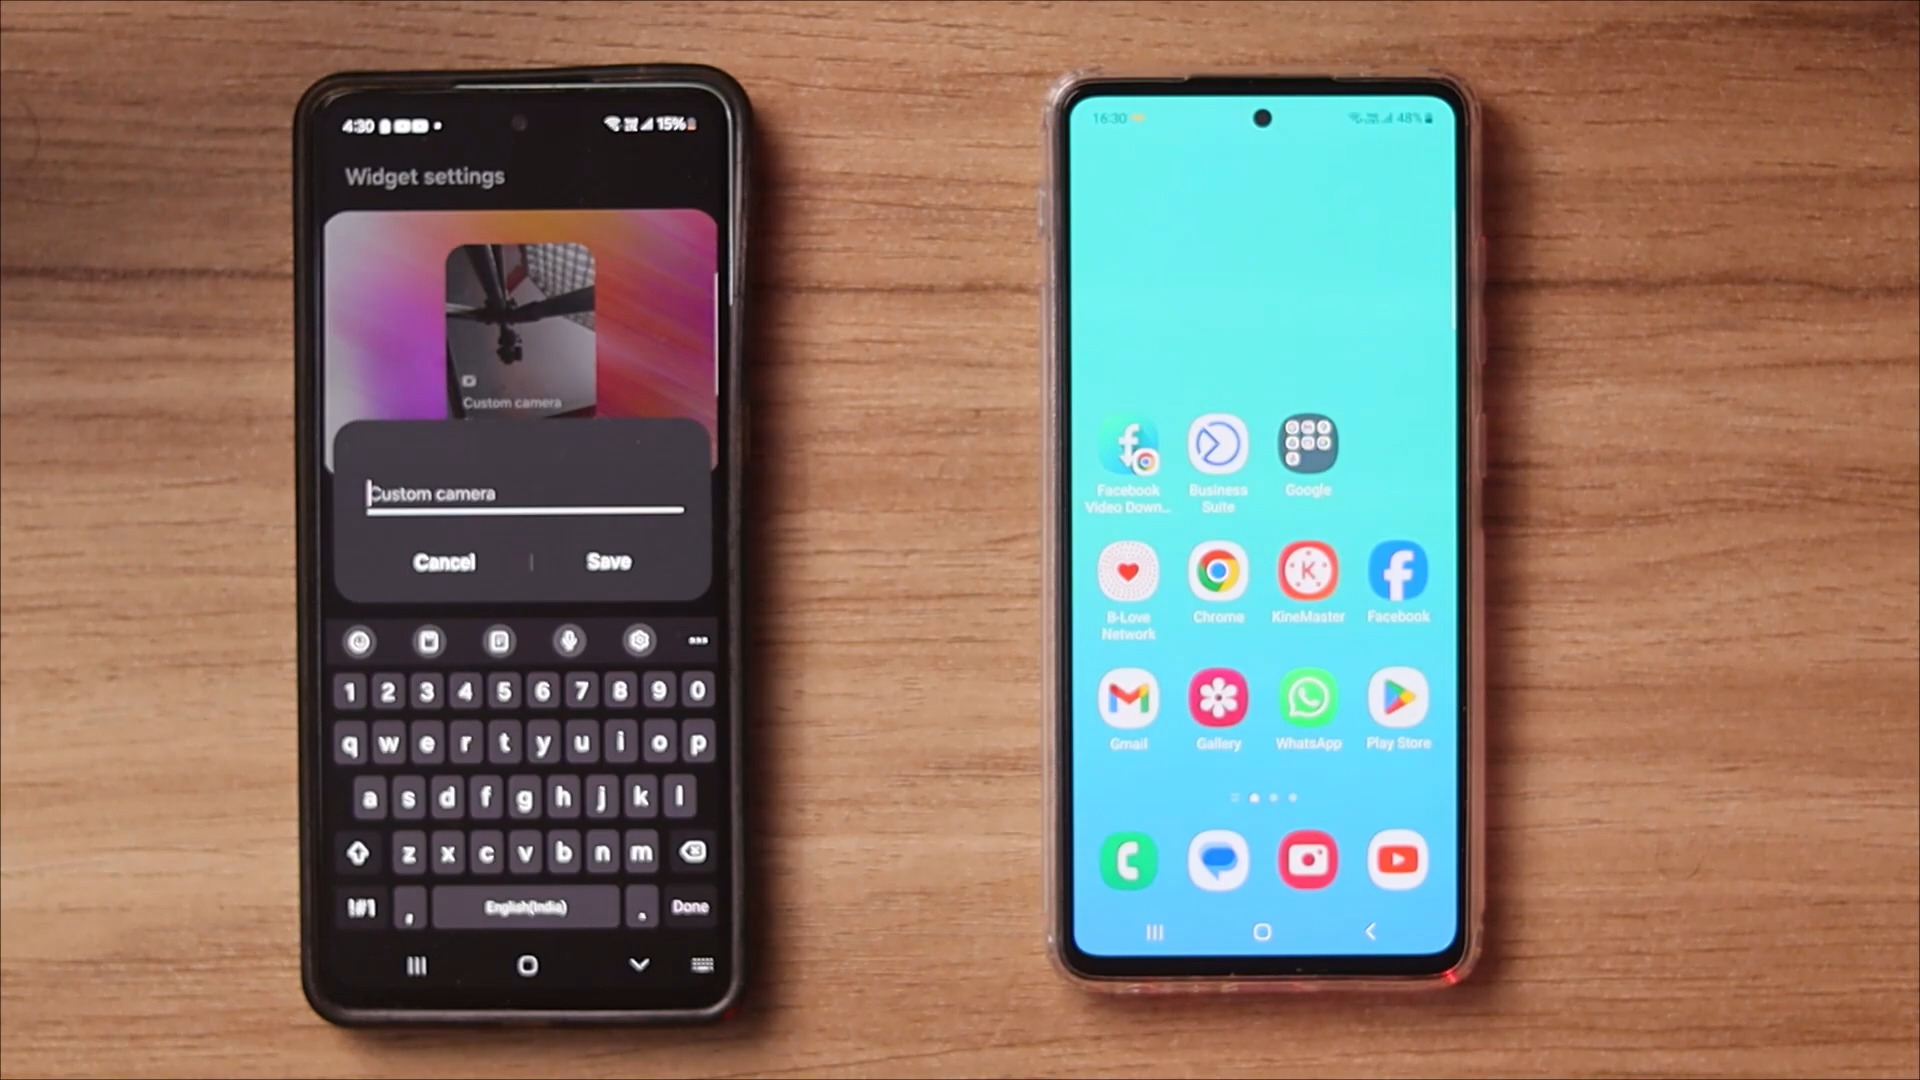 4:30
15%
Widget settings
Custom camera
Custom camera
Cancel
Save
1 2 3 4 5 6 7 8 9 0
q w e r t y u i o p
a s d f g h j k l
z x c v b n m
!#1 , English(India) . Done
16:30
48%
Facebook
Video Down...
Business
Suite
Google
B-Love
Network
Chrome
KineMaster
Facebook
Gmail
Gallery
WhatsApp
Play Store